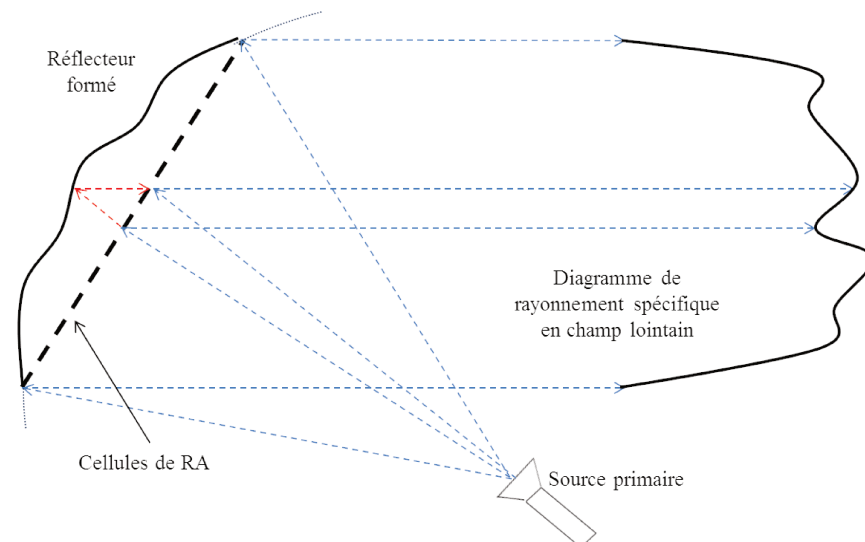 Réflecteur
formé
Diagramme de
rayonnement spécifique
en champ lointain
Cellules de RA
Source primaire